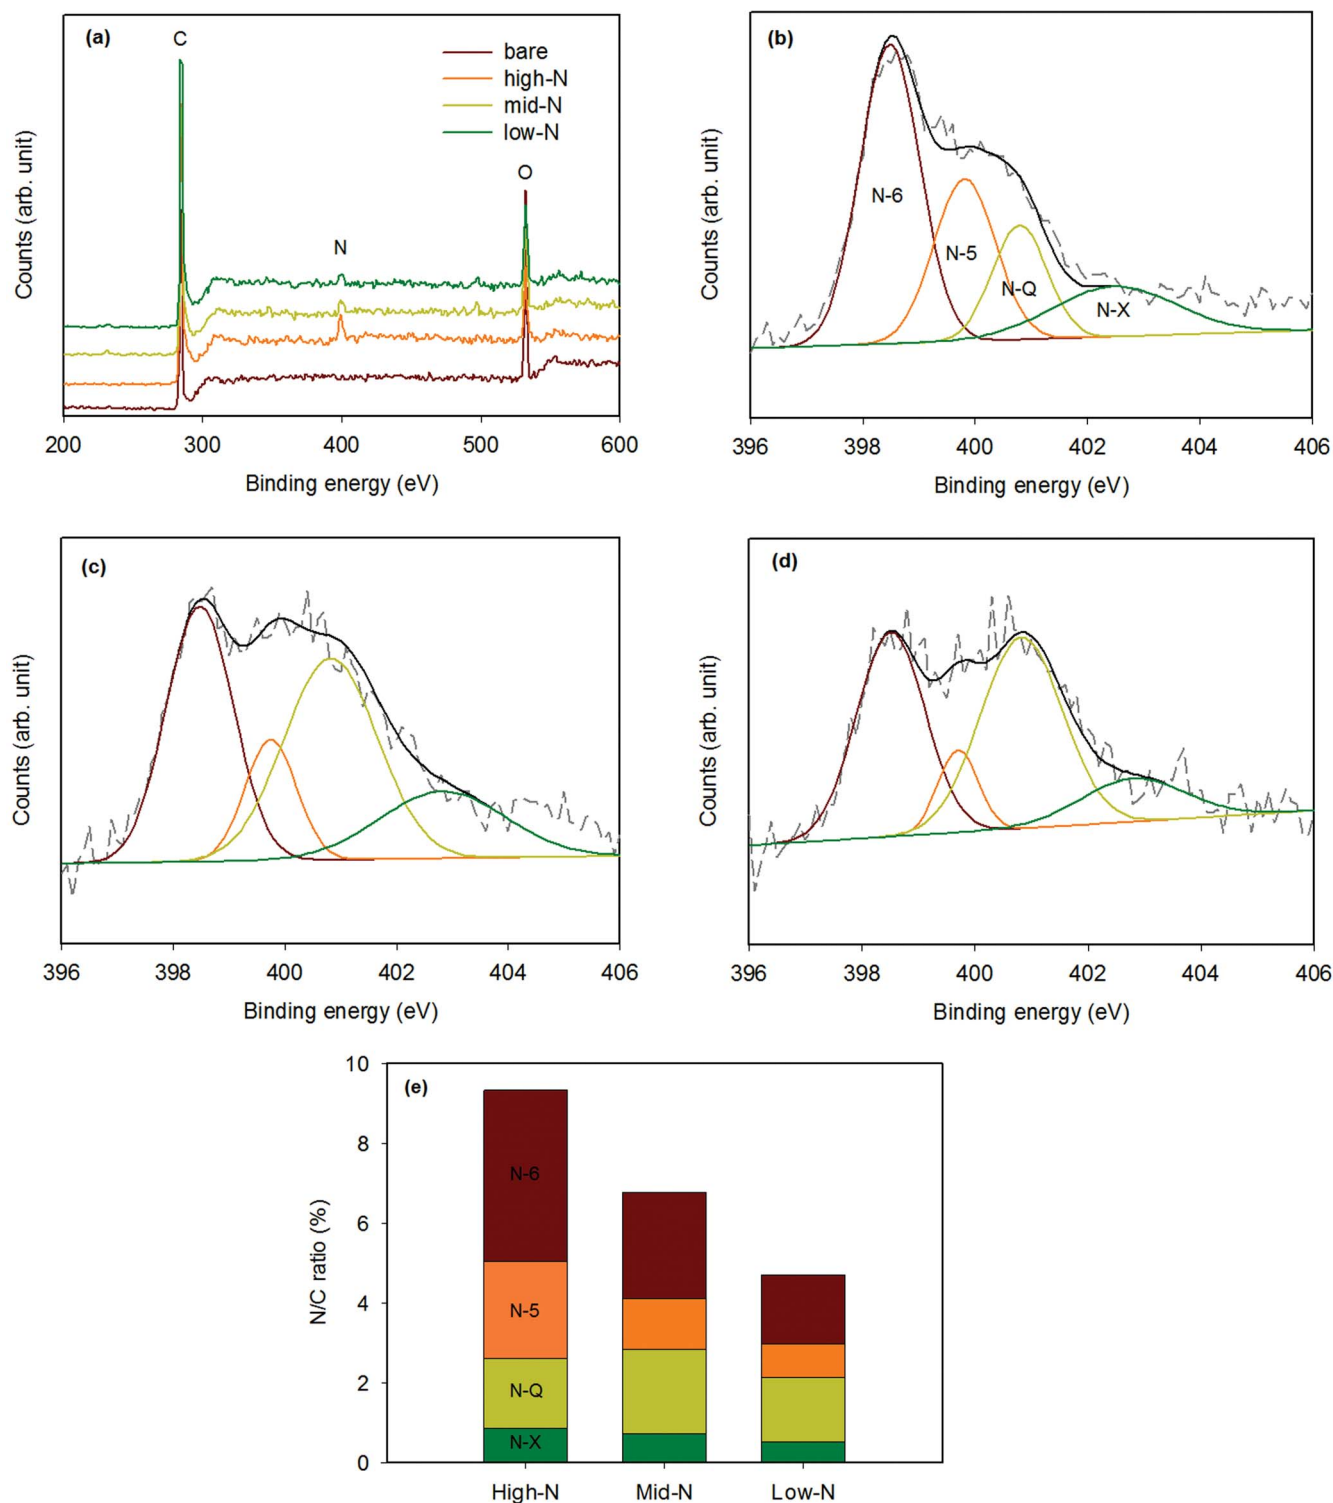 (a)
C
bare
high-N
mid-N
low-N
O
N
Counts (arb. unit)
200 300 400 500 600
Binding energy (eV)
(b)
N-6
N-5
N-Q
N-X
Counts (arb. unit)
396 398 400 402 404 406
Binding energy (eV)
(c)
Counts (arb. unit)
396 398 400 402 404 406
Binding energy (eV)
(d)
Counts (arb. unit)
396 398 400 402 404 406
Binding energy (eV)
(e)
10
8
6
4
2
0
N/C ratio (%)
N-6
N-5
N-Q
N-X
High-N Mid-N Low-N